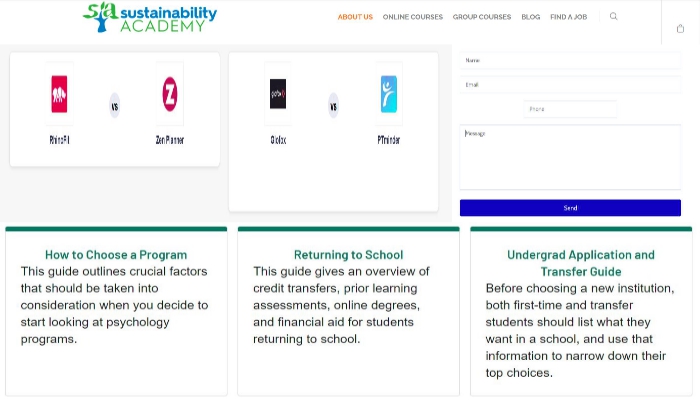 sustainability
ACADEMY
ABOUT US ONLINE COURSES GROUP COURSES BLOG FIND A JOB
VS
RhinoFit Zen Planner
VS
Glofox PTminder
Name
Email
Phone
Message
Send
How to Choose a Program
This guide outlines crucial factors
that should be taken into
consideration when you decide to
start looking at psychology
programs.
Returning to School
This guide gives an overview of
credit transfers, prior learning
assessments, online degrees,
and financial aid for students
returning to school.
Undergrad Application and
Transfer Guide
Before choosing a new institution,
both first-time and transfer
students should list what they
want in a school, and use that
information to narrow down their
top choices.